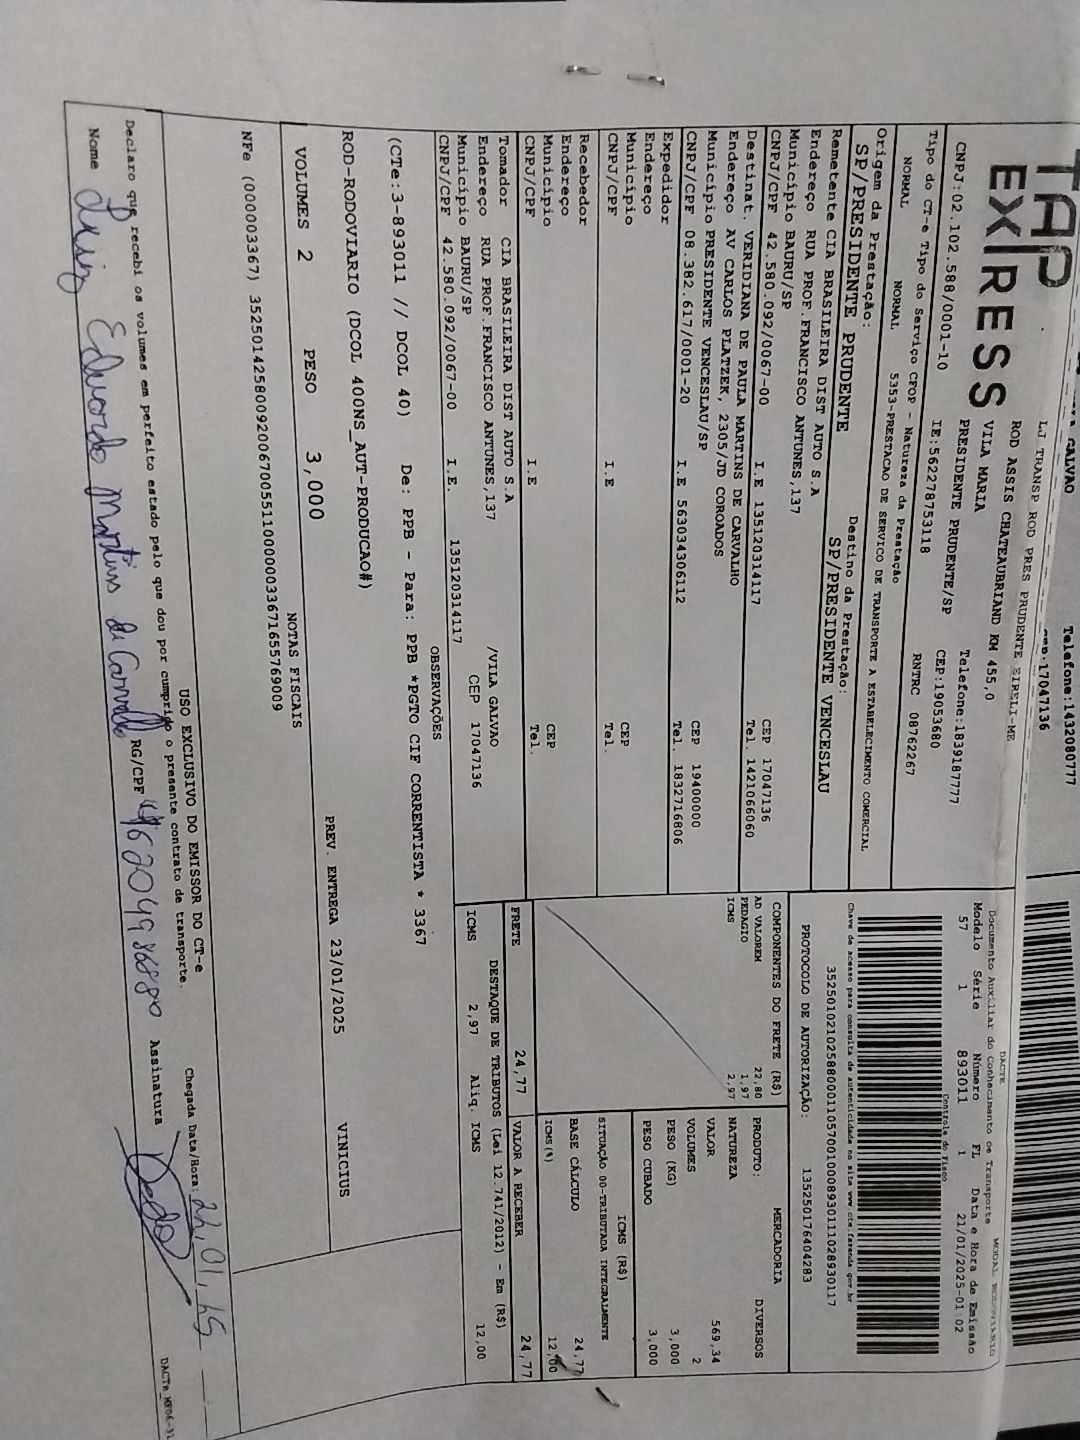 GALVAO
Telefone:1432080777
CEP:17047136
TAP
EX|RESS
LJ TRANSP ROD PRES PRUDENTE EIRELI-ME
ROD ASSIS CHATEAUBRIAND KM 455,0
VILA MARIA
PRESIDENTE PRUDENTE/SP
Telefone:1839187777
CNPJ:02.102.588/0001-10
IE:562278753118
CEP:19053680
Tipo do CT-e Tipo do Serviço CFOP - Natureza da Prestação
RNTRC 08762267
NORMAL NORMAL 5353-PRESTACAO DE SERVICO DE TRANSPORTE A ESTABELECIMENTO COMERCIAL
DACTE
MODAL RODOVIARIO
Documento Auxiliar do Conhecimento de Transporte
Modelo Série Número FL Data e Hora de Emissão
57 1 893011 1 21/01/2025-01:02
Controle do Fisco
Chave de acesso para consulta de autenticidade no site www.cte.fazenda.gov.br
35250102102588000110570010008930111028930117
PROTOCOLO DE AUTORIZAÇÃO: 135250176404283
Origem da Prestação: Destino da Prestação:
SP/PRESIDENTE PRUDENTE SP/PRESIDENTE VENCESLAU
Remetente CIA BRASILEIRA DIST AUTO S.A
Endereço RUA PROF.FRANCISCO ANTUNES,137
Município BAURU/SP CEP 17047136
CNPJ/CPF 42.580.092/0067-00 I.E 135120314117 Tel. 1421066060
Destinat. VERIDIANA DE PAULA MARTINS DE CARVALHO
Endereço AV CARLOS PLATZEK, 2305/JD COROADOS
Município PRESIDENTE VENCESLAU/SP CEP 19400000
CNPJ/CPF 08.382.617/0001-20 I.E 563034306112 Tel. 1832716806
Expedidor
Endereço
Município CEP
CNPJ/CPF I.E Tel.
Recebedor
Endereço
Município CEP
CNPJ/CPF I.E Tel.
Tomador CIA BRASILEIRA DIST AUTO S.A
Endereço RUA PROF.FRANCISCO ANTUNES,137 /VILA GALVAO
Município BAURU/SP CEP 17047136
CNPJ/CPF 42.580.092/0067-00 I.E. 135120314117
COMPONENTES DO FRETE (R$)
AD VALOREM 22,80
PEDAGIO 1,97
ICMS 2,97
PRODUTO: MERCADORIA
NATUREZA DIVERSOS
VALOR 569,34
VOLUMES 2
PESO (KG) 3,000
PESO CUBADO 3,000
ICMS (R$)
SITUAÇÃO 00-TRIBUTADA INTEGRALMENTE
BASE CÁLCULO 24,77
ICMS(%) 12,00
FRETE 24,77 VALOR A RECEBER 24,77
DESTAQUE DE TRIBUTOS (Lei 12.741/2012) - Em (R$)
ICMS 2,97 Aliq. ICMS 12,00
OBSERVAÇÕES
(CTe:3-893011 // DCOL 40) De: PPB - Para: PPB *PGTO CIF CORRENTISTA * 3367
ROD-RODOVIARIO (DCOL 400NS_AUT-PRODUCAO#)
VOLUMES 2 PESO 3,000 PREV. ENTREGA 23/01/2025 VINICIUS
NOTAS FISCAIS
NFe (000003367) 35250142580092006700551100000033671655769009
USO EXCLUSIVO DO EMISSOR DO CT-e
Declaro que recebi os volumes em perfeito estado pelo que dou por cumprido o presente contrato de transporte.
Chegada Data/Hora:
Nome Luiz Eduardo Martins de Carvalho RG/CPF Assinatura
DACTe